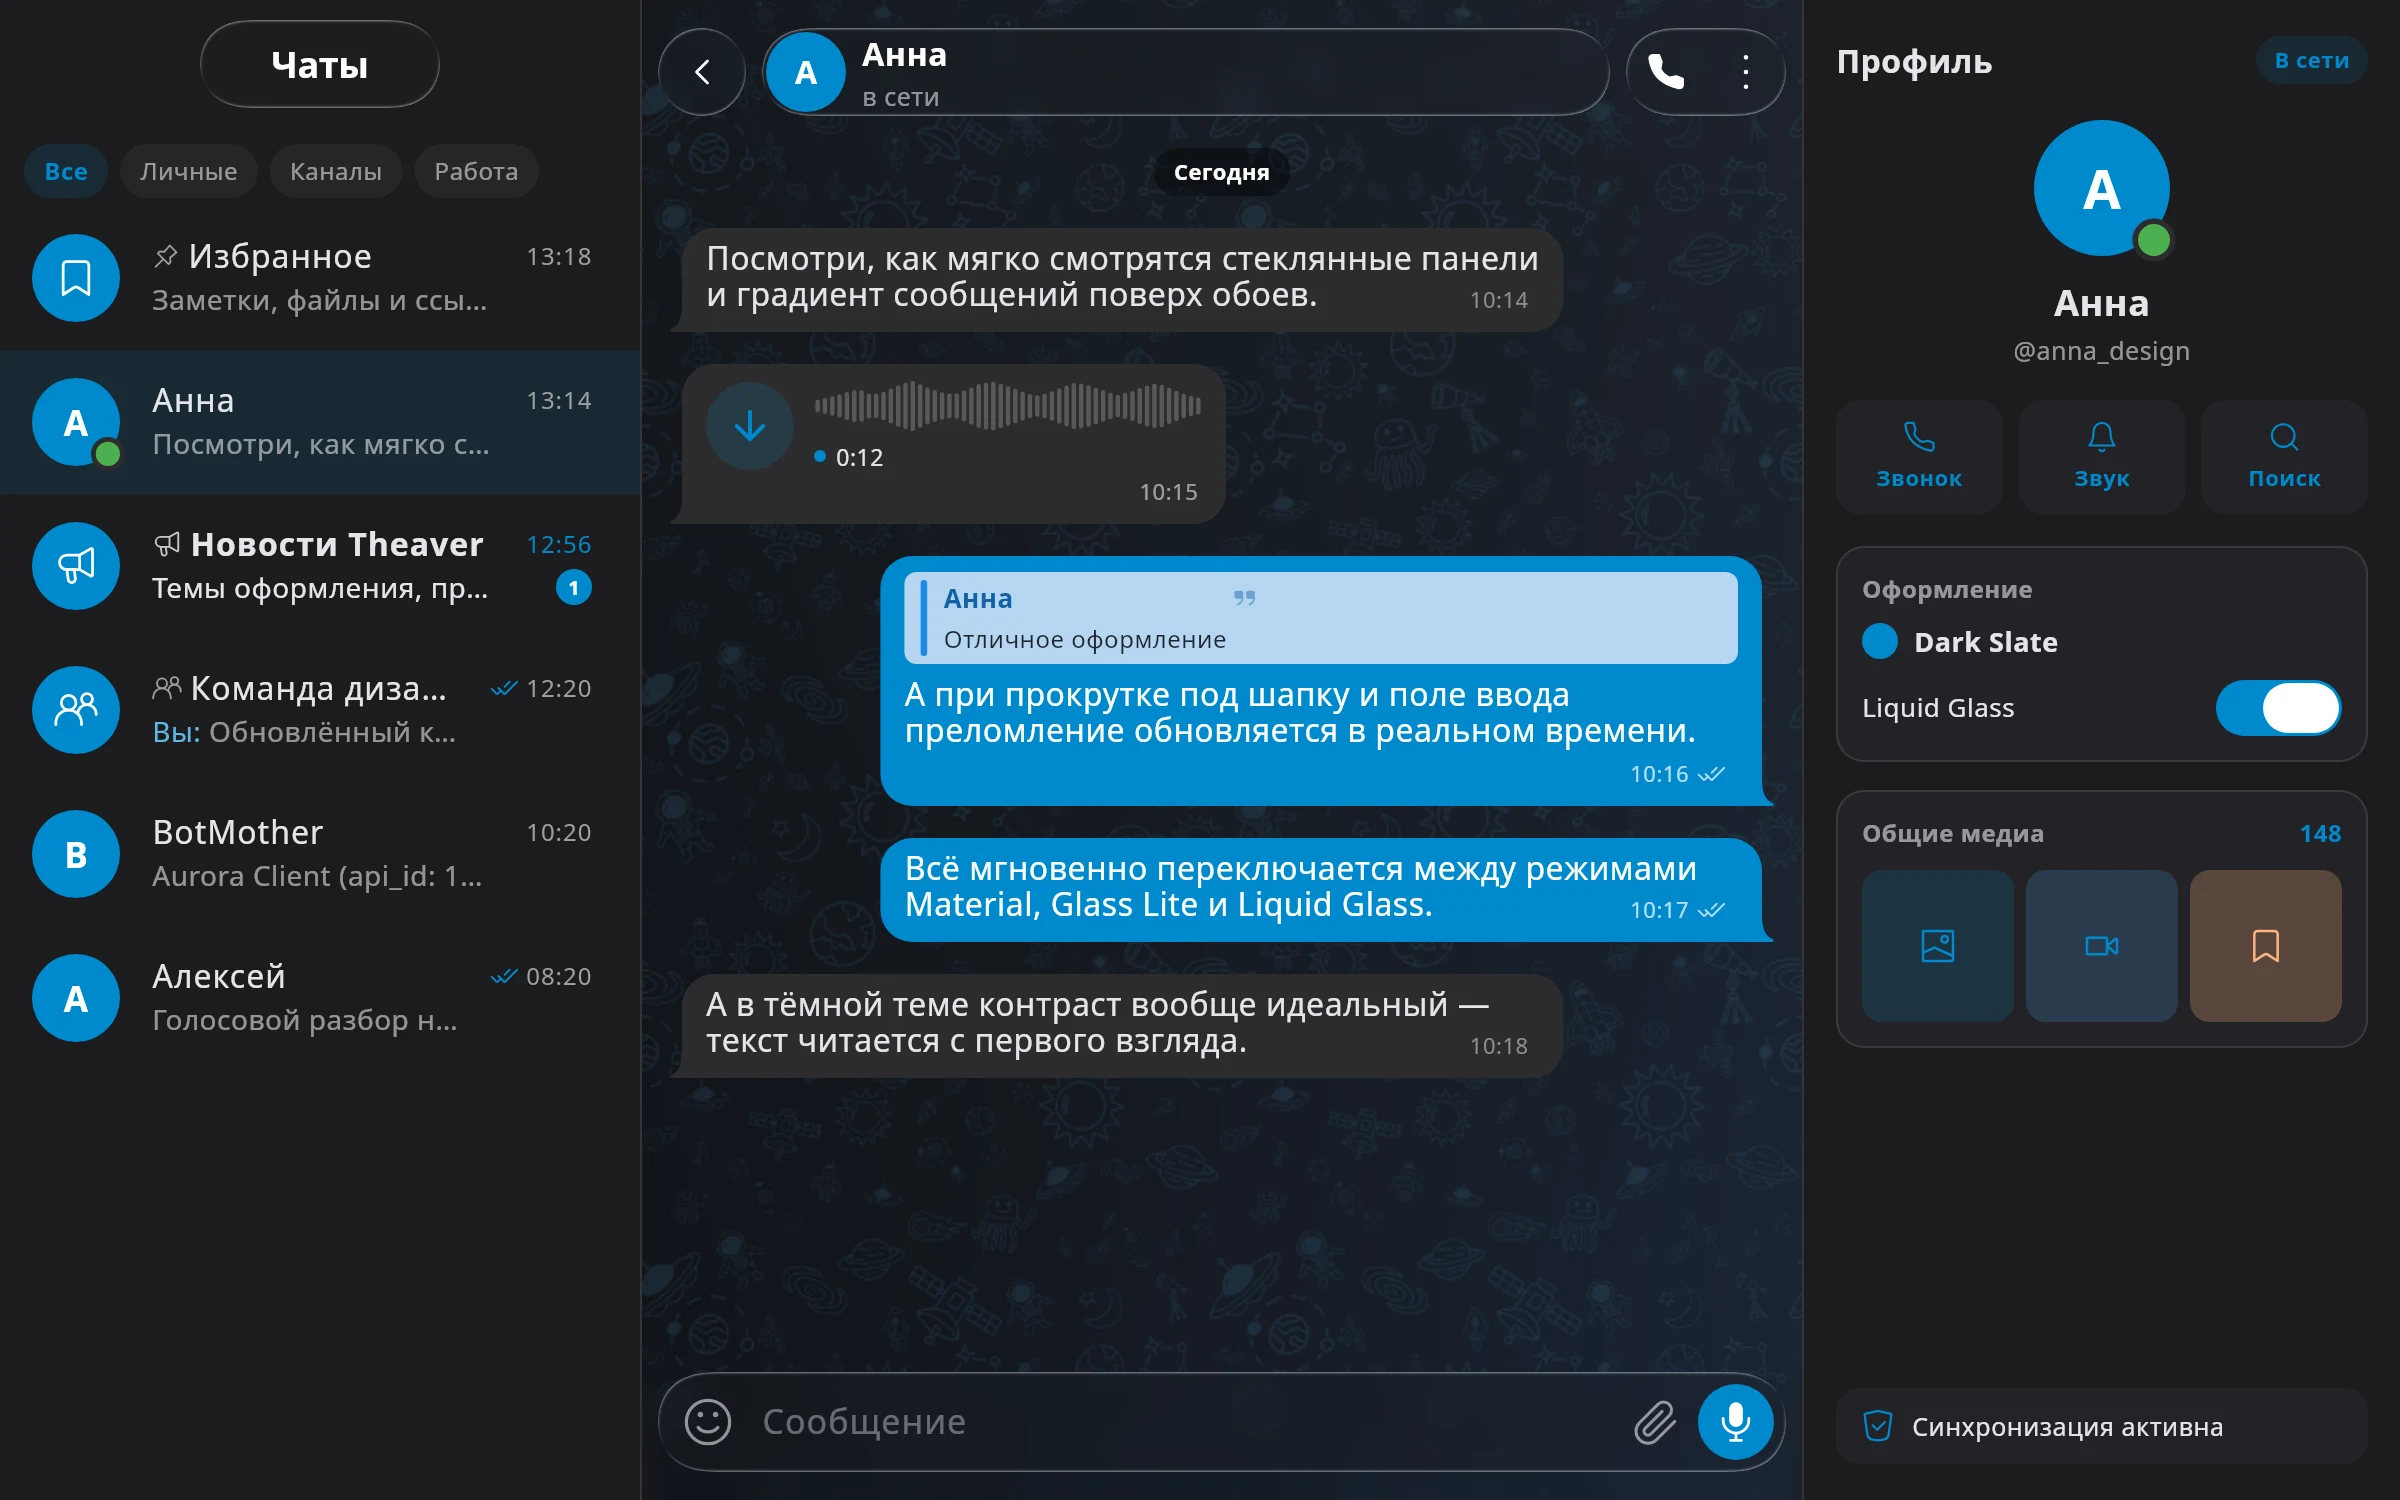 Чаты
Все
Личные
Каналы
Работа
Избранное
13:18
Заметки, файлы и ссы...
А
Анна
13:14
Посмотри, как мягко с...
Новости Theaver
12:56
Темы оформления, пр...
1
Команда диза...
12:20
Вы: Обновлённый к...
B
BotMother
10:20
Aurora Client (api_id: 1...
А
Алексей
08:20
Голосовой разбор н...
А
Анна
в сети
Сегодня
Посмотри, как мягко смотрятся стеклянные панели
и градиент сообщений поверх обоев.
10:14
0:12
10:15
Анна
Отличное оформление
А при прокрутке под шапку и поле ввода
преломление обновляется в реальном времени.
10:16
Всё мгновенно переключается между режимами
Material, Glass Lite и Liquid Glass.
10:17
А в тёмной теме контраст вообще идеальный —
текст читается с первого взгляда.
10:18
Сообщение
Профиль
В сети
А
Анна
@anna_design
Звонок
Звук
Поиск
Оформление
Dark Slate
Liquid Glass
Общие медиа
148
Синхронизация активна